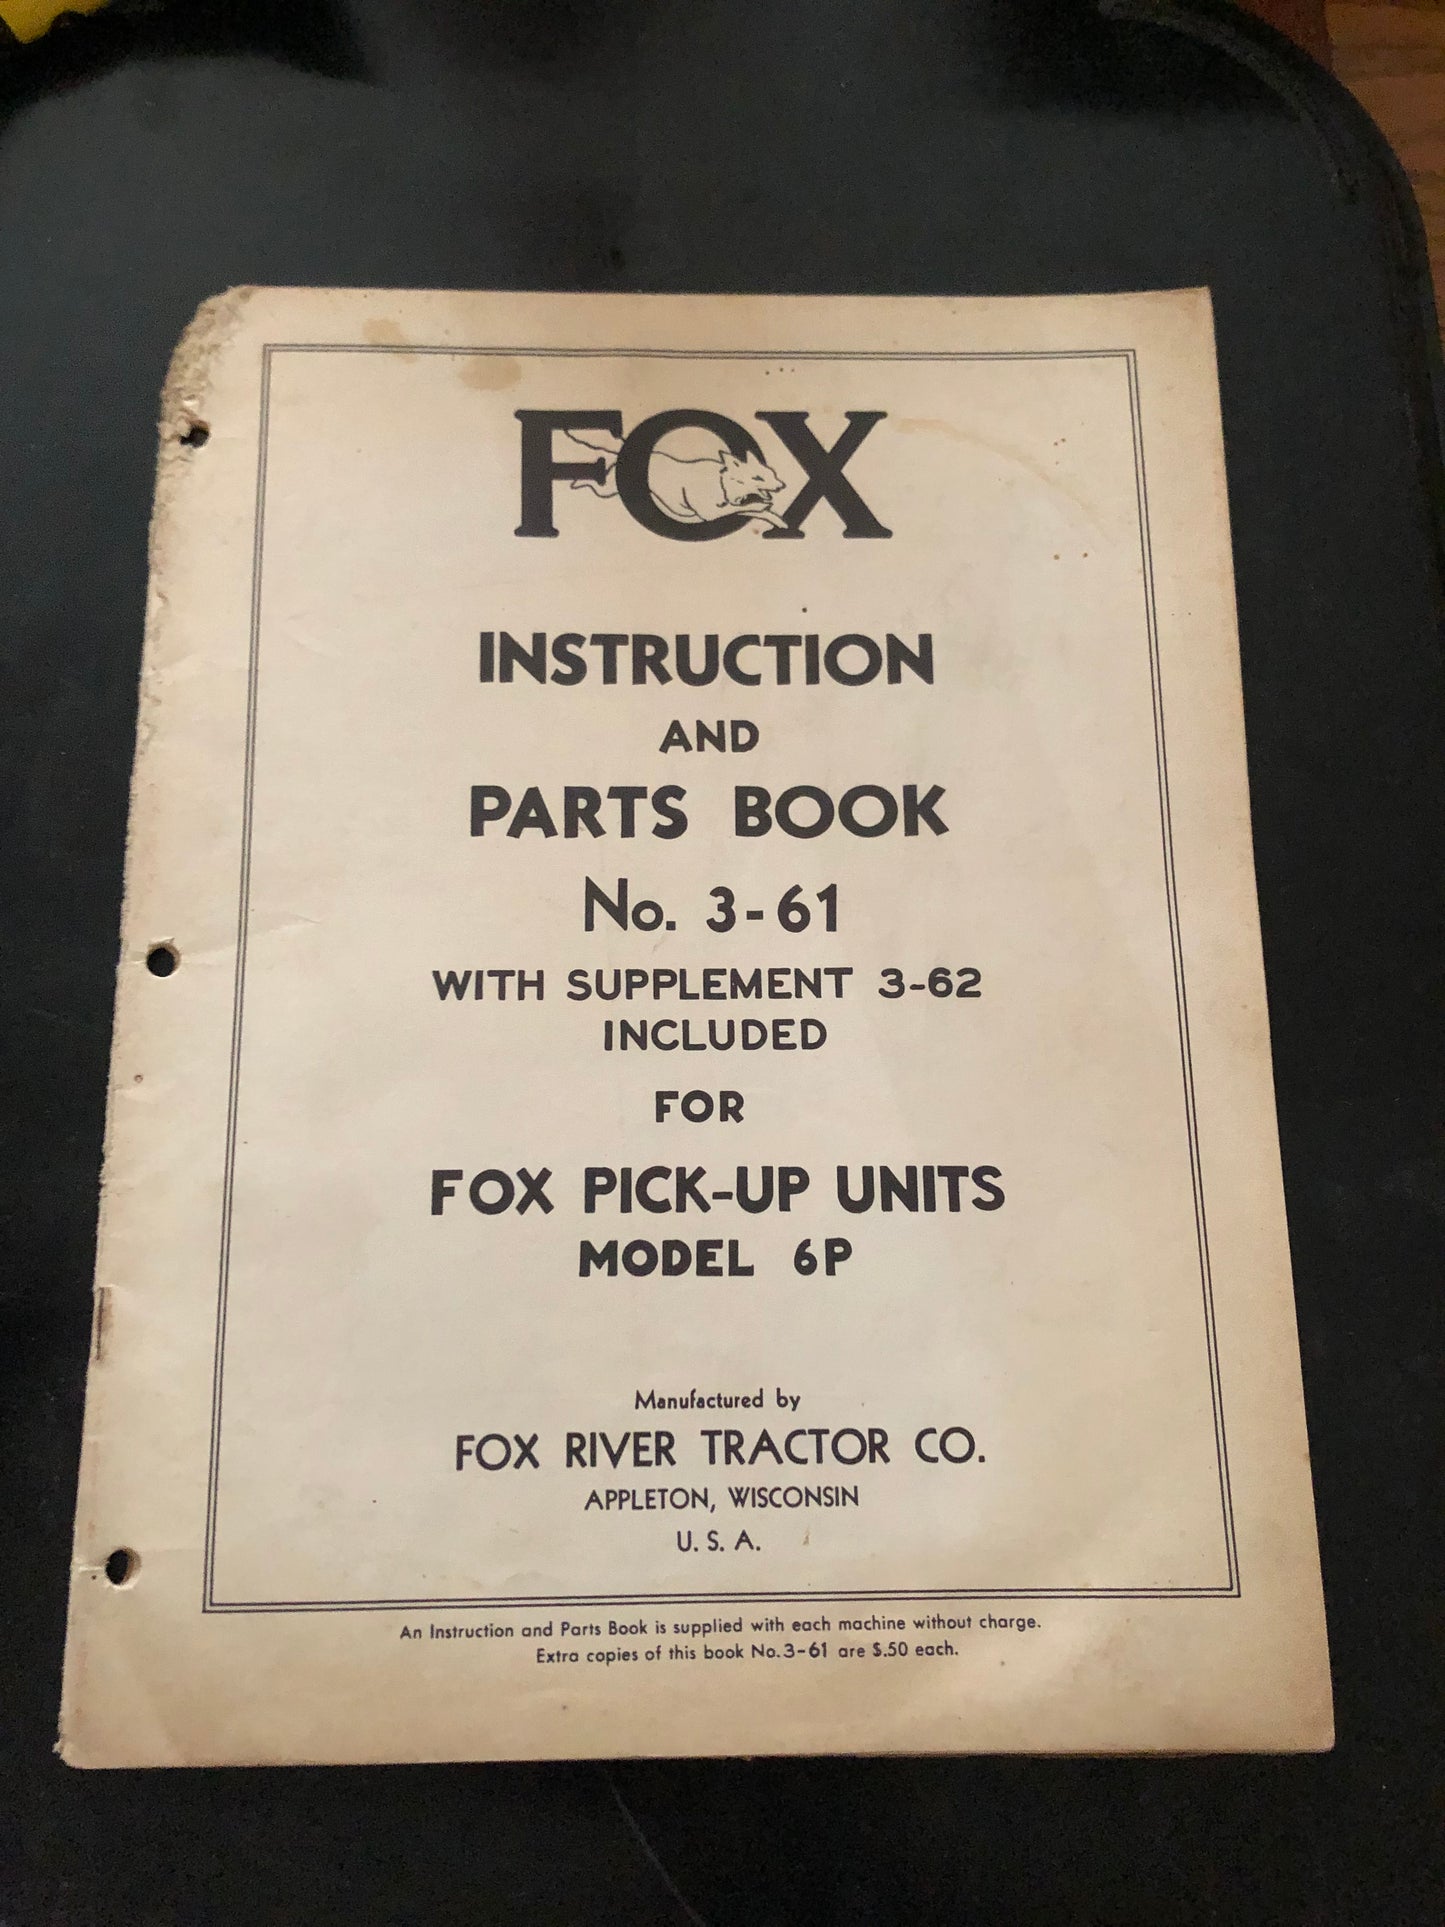 FOX
INSTRUCTION
AND
PARTS BOOK
No. 3-61
WITH SUPPLEMENT 3-62
INCLUDED
FOR
FOX PICK-UP UNITS
MODEL 6P
Manufactured by
FOX RIVER TRACTOR CO.
APPLETON, WISCONSIN
U. S. A.
An Instruction and Parts Book is supplied with each machine without charge.
Extra copies of this book No.3-61 are $.50 each.